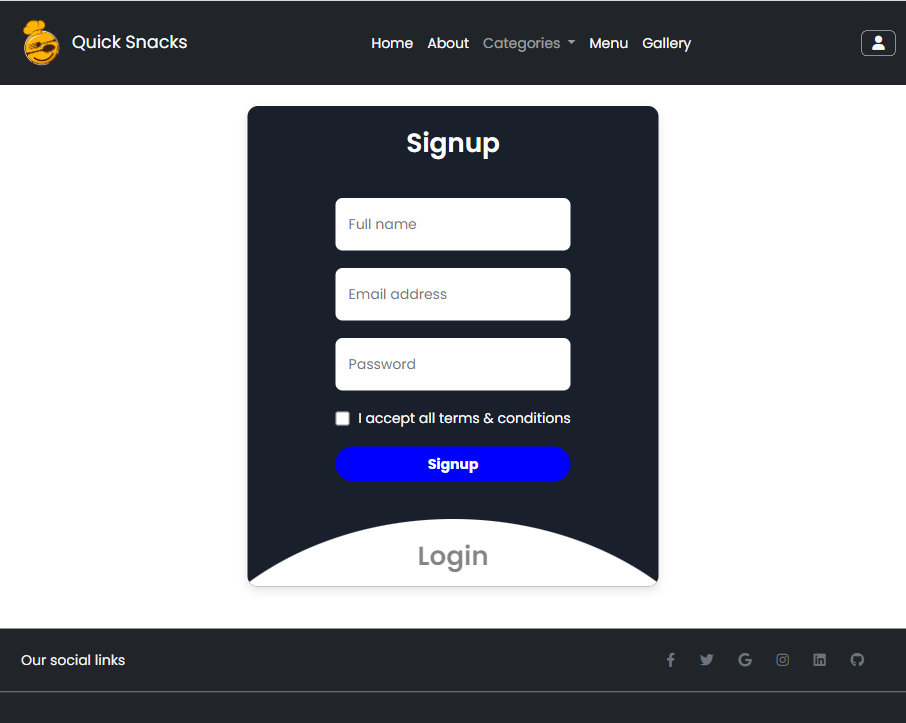 Quick Snacks
Home About Categories Menu Gallery
Signup
Full name
Email address
Password
I accept all terms & conditions
Signup
Login
Our social links